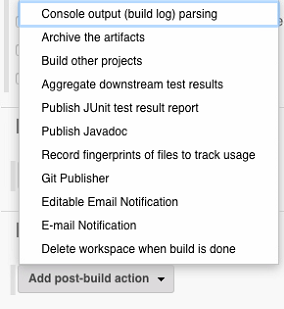 Console output (build log) parsing
Archive the artifacts
Build other projects
Aggregate downstream test results
Publish JUnit test result report
Publish Javadoc
Record fingerprints of files to track usage
Git Publisher
Editable Email Notification
E-mail Notification
Delete workspace when build is done
Add post-build action